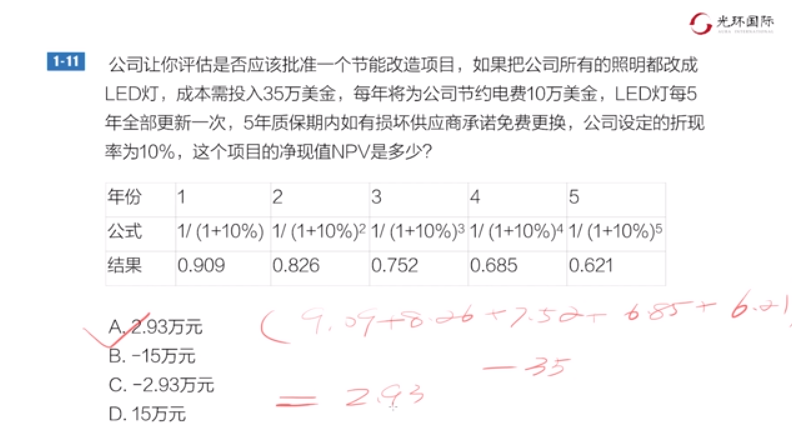 光环国际
1-11 公司让你评估是否应该批准一个节能改造项目，如果把公司所有的照明都改成
LED灯，成本需投入35万美金，每年将为公司节约电费10万美金，LED灯每5
年全部更新一次，5年质保期内如有损坏供应商承诺免费更换，公司设定的折现
率为10%，这个项目的净现值NPV是多少？
年份 1 2 3 4 5
公式 1/ (1+10%) 1/ (1+10%)2 1/ (1+10%)3 1/ (1+10%)4 1/ (1+10%)5
结果 0.909 0.826 0.752 0.685 0.621
A. 2.93万元
(9.09+8.26+7.52+6.85+6.21)
B. -15万元
-35
C. -2.93万元
= 2.93
D. 15万元